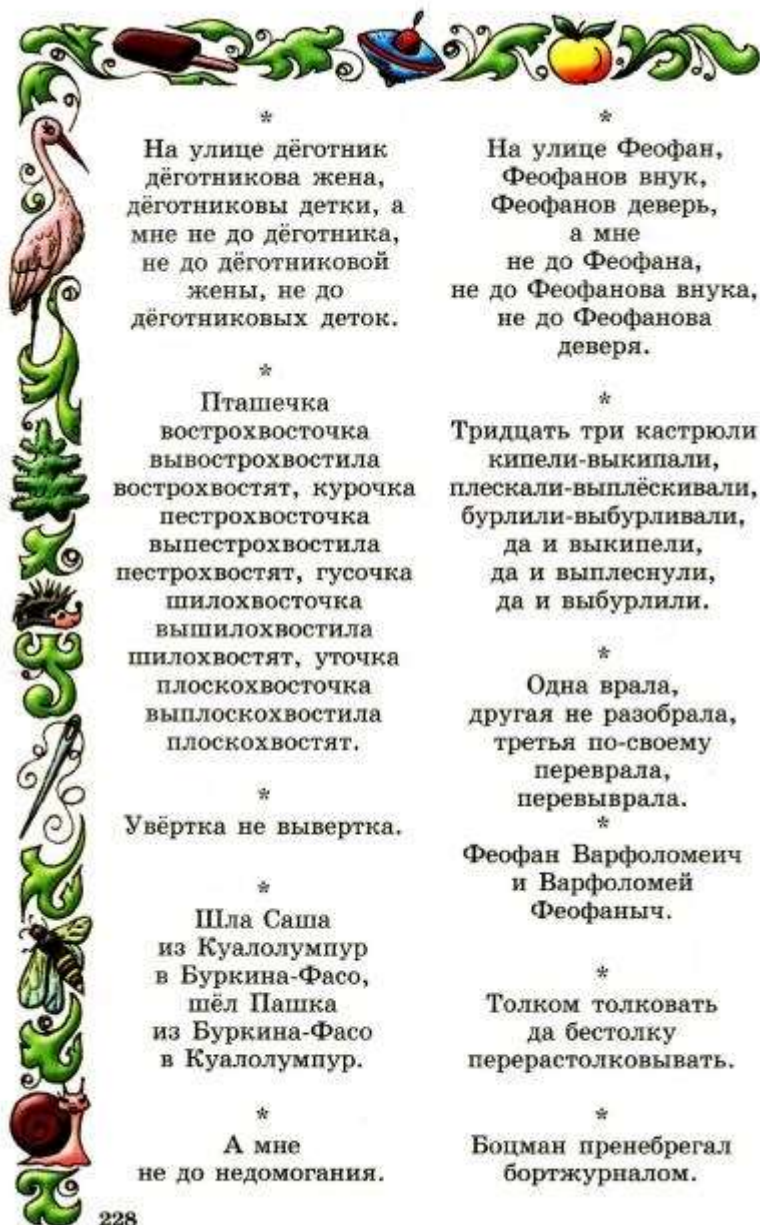 *
На улице дёготник
дёготникова жена,
дёготниковы детки, а
мне не до дёготника,
не до дёготниковой
жены, не до
дёготниковых деток.
*
Пташечка
вострохвосточка
вывострохвостила
вострохвостят, курочка
пестрохвосточка
выпестрохвостила
пестрохвостят, гусочка
шилохвосточка
вышилохвостила
шилохвостят, уточка
плоскохвосточка
выплоскохвостила
плоскохвостят.
*
Увёртка не вывертка.
*
Шла Саша
из Куалолумпур
в Буркина-Фасо,
шёл Пашка
из Буркина-Фасо
в Куалолумпур.
*
А мне
не до недомогания.
*
На улице Феофан,
Феофанов внук,
Феофанов деверь,
а мне
не до Феофана,
не до Феофанова внука,
не до Феофанова
деверя.
*
Тридцать три кастрюли
кипели-выкипали,
плескали-выплёскивали,
бурлили-выбурливали,
да и выкипели,
да и выплеснули,
да и выбурлили.
*
Одна врала,
другая не разобрала,
третья по-своему
переврала,
перевыврала.
*
Феофан Варфоломеич
и Варфоломей
Феофаныч.
*
Толком толковать
да бестолку
перерастолковывать.
*
Боцман пренебрегал
бортжурналом.
228